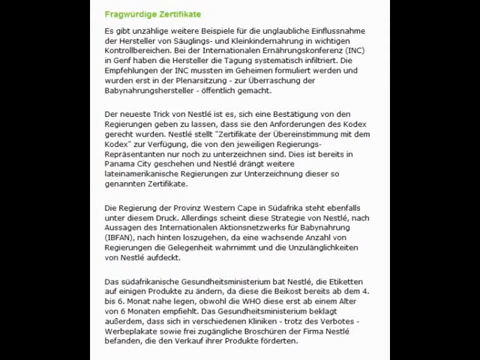 Fragwürdige Zertifikate
Es gibt unzählige weitere Beispiele für die unglaubliche Einflussnahme
der Hersteller von Säuglings- und Kleinkindernahrung in wichtigen
Kontrollbereichen. Bei der Internationalen Ernährungskonferenz (INC)
in Genf haben die Hersteller die Tagung systematisch infiltriert. Die
Empfehlungen der INC mussten im Geheimen formuliert werden und
wurden erst in der Plenarsitzung - zur Überraschung der
Babynahrungshersteller - öffentlich gemacht.
Der neueste Trick von Nestlé ist es, sich eine Bestätigung von den
Regierungen geben zu lassen, dass sie den Anforderungen des Kodex
gerecht wurden. Nestlé stellt "Zertifikate der Übereinstimmung mit dem
Kodex" zur Verfügung, die von den jeweiligen Regierungs-
Repräsentanten nur noch zu unterzeichnen sind. Dies ist bereits in
Panama City geschehen und Nestlé drängt weitere
lateinamerikanische Regierungen zur Unterzeichnung dieser so
genannten Zertifikate.
Die Regierung der Provinz Western Cape in Südafrika steht ebenfalls
unter diesem Druck. Allerdings scheint diese Strategie von Nestlé, nach
Aussagen des Internationalen Aktionsnetzwerks für Babynahrung
(IBFAN), nach hinten loszugehen, da eine wachsende Anzahl von
Regierungen die Gelegenheit wahrnimmt und die Unzulänglichkeiten
von Nestlé aufdeckt.
Das südafrikanische Gesundheitsministerium bat Nestlé, die Etiketten
auf einigen Produkte zu ändern, da diese die Beikost bereits ab dem 4.
bis 6. Monat nahe legen, obwohl die WHO diese erst ab einem Alter
von 6 Monaten empfiehlt. Das Gesundheitsministerium beklagt
außerdem, dass sich in verschiedenen Kliniken - trotz des Verbotes -
Werbeplakate sowie frei zugängliche Broschüren der Firma Nestlé
befanden, die den Verkauf ihrer Produkte förderten.